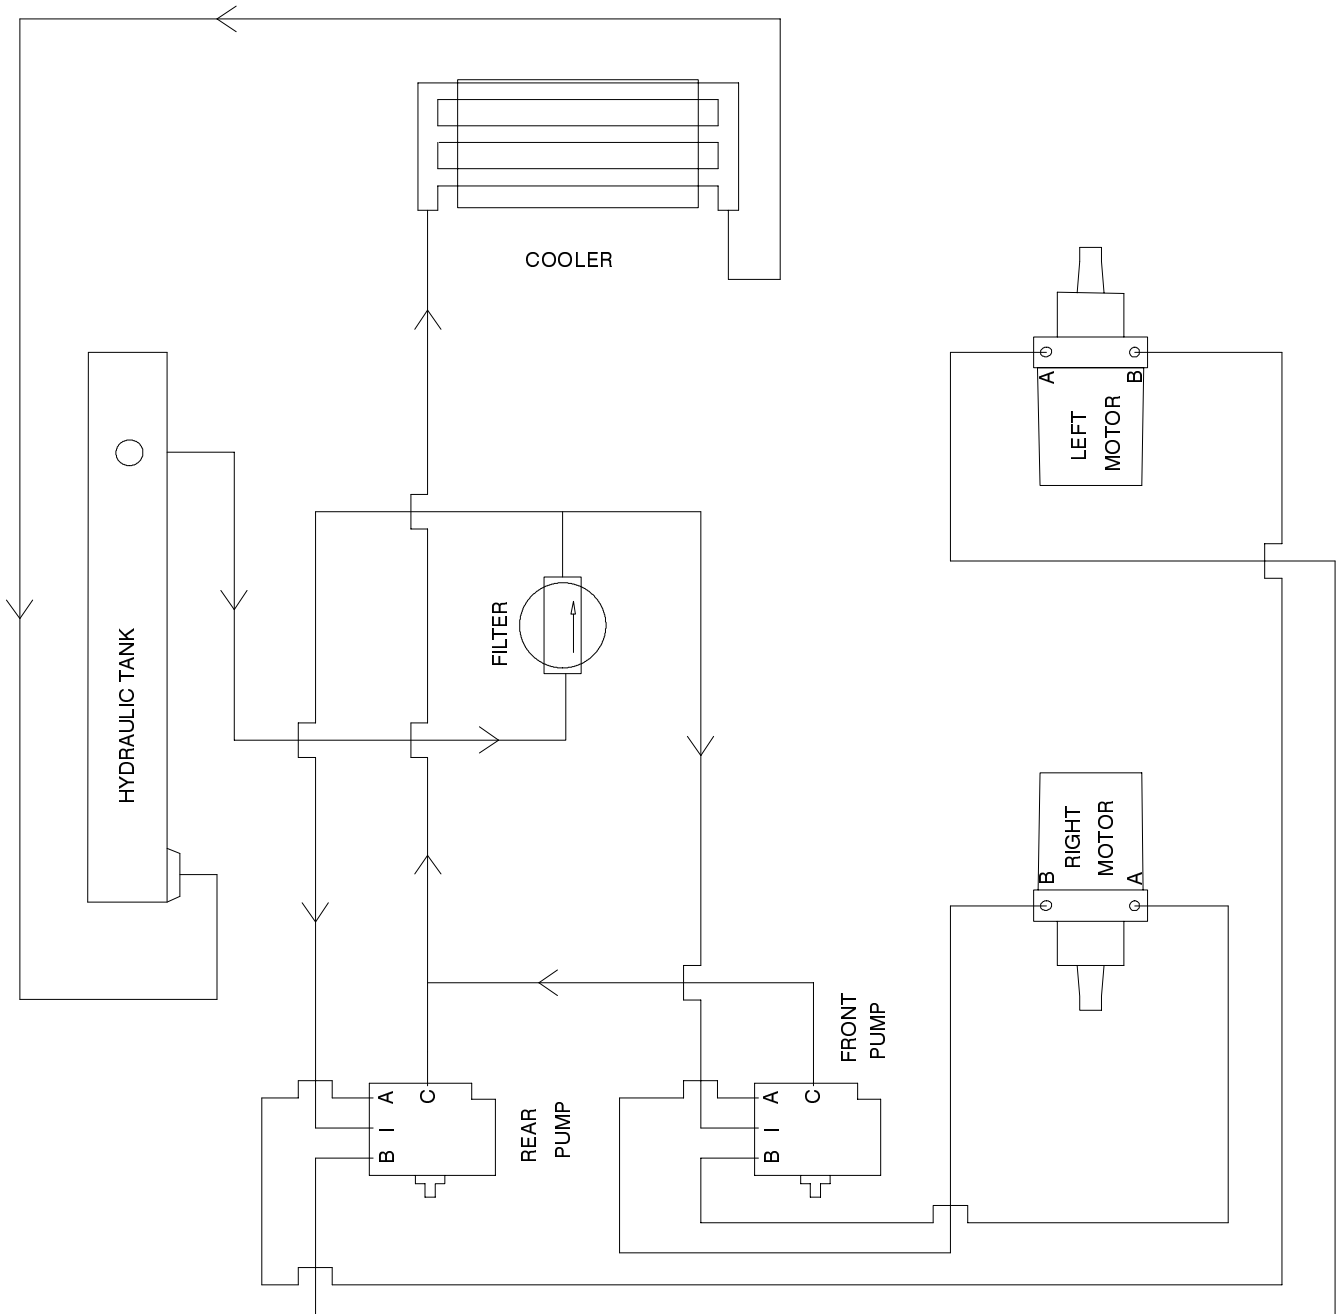 COOLER
A
B
LEFT
MOTOR
HYDRAULIC TANK
FILTER
RIGHT
MOTOR
B
A
FRONT
PUMP
REAR
PUMP
A
C
I
B
A
C
I
B